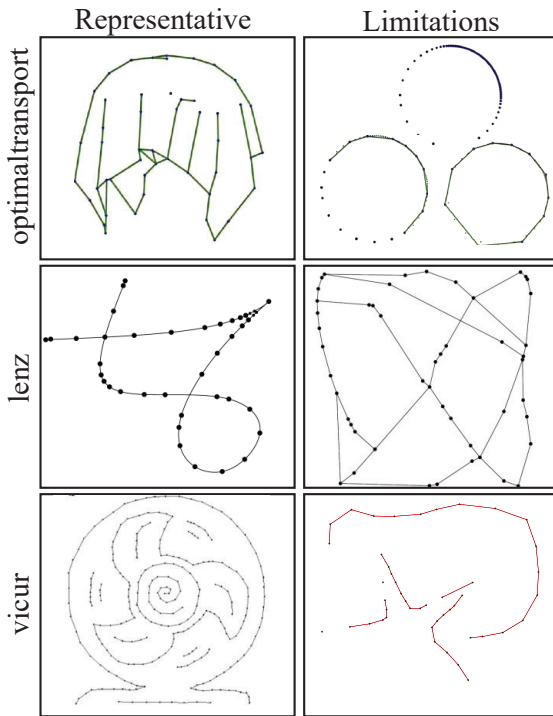 Representative
Limitations
optimaltransport
lenz
vicur